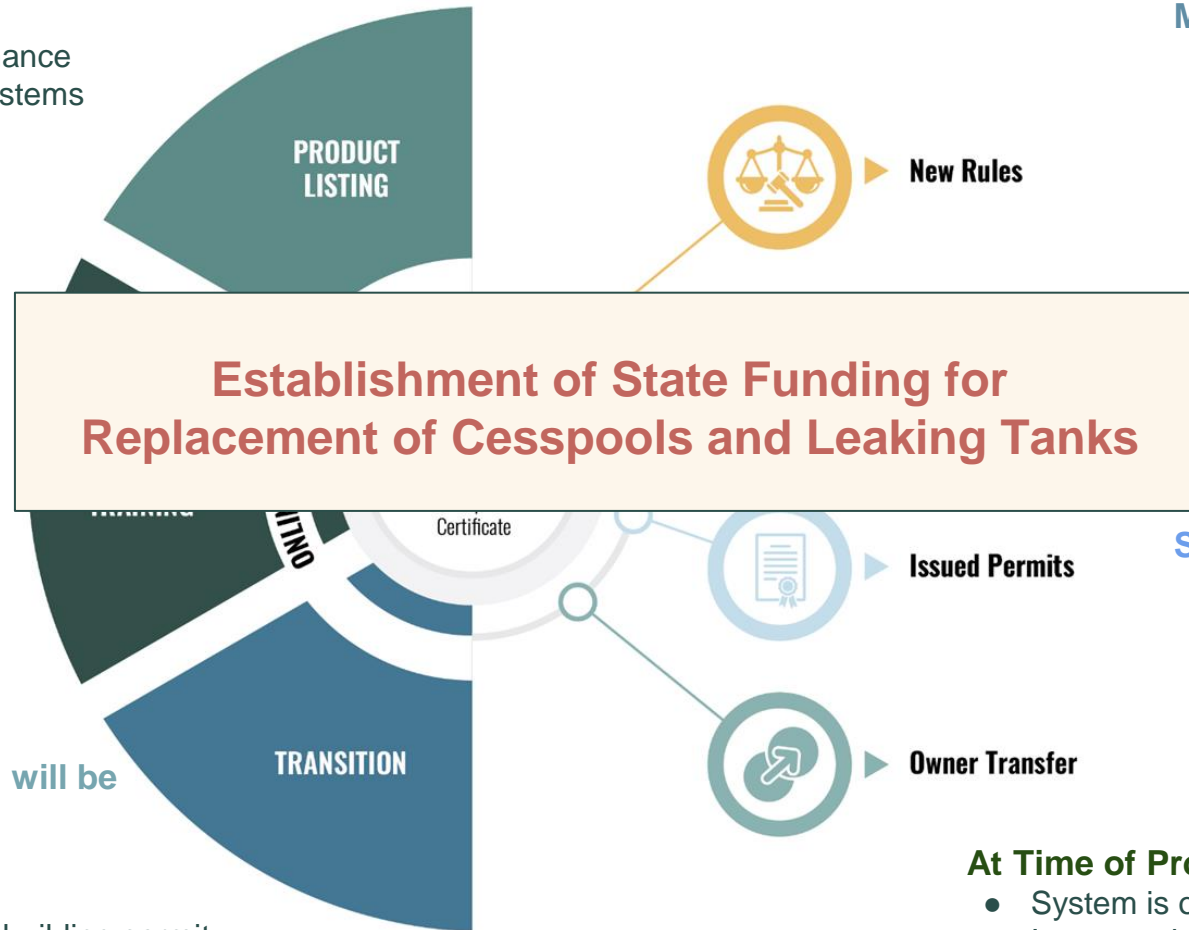 M
ance
stems
PRODUCT
LISTING
New Rules
Establishment of State Funding for
Replacement of Cesspools and Leaking Tanks
Certificate
S
Issued Permits
will be
TRANSITION
Owner Transfer
At Time of Pr
System is